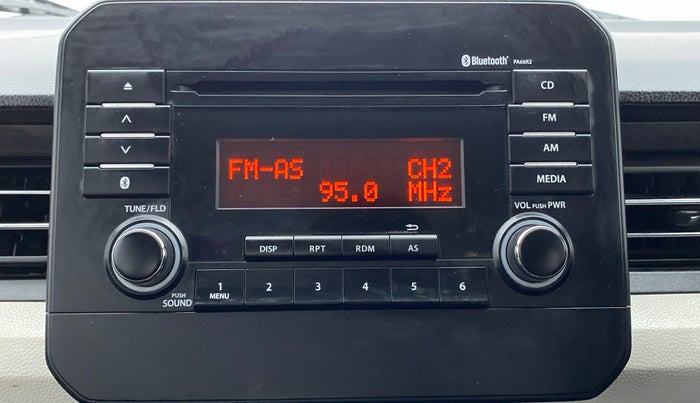 Bluetooth® PA66R2
CD
FM
AM
MEDIA
FM-AS CH2
95.0 MHz
TUNE/FLD
VOL PUSH PWR
DISP RPT RDM AS
PUSH SOUND
1 MENU 2 3 4 5 6